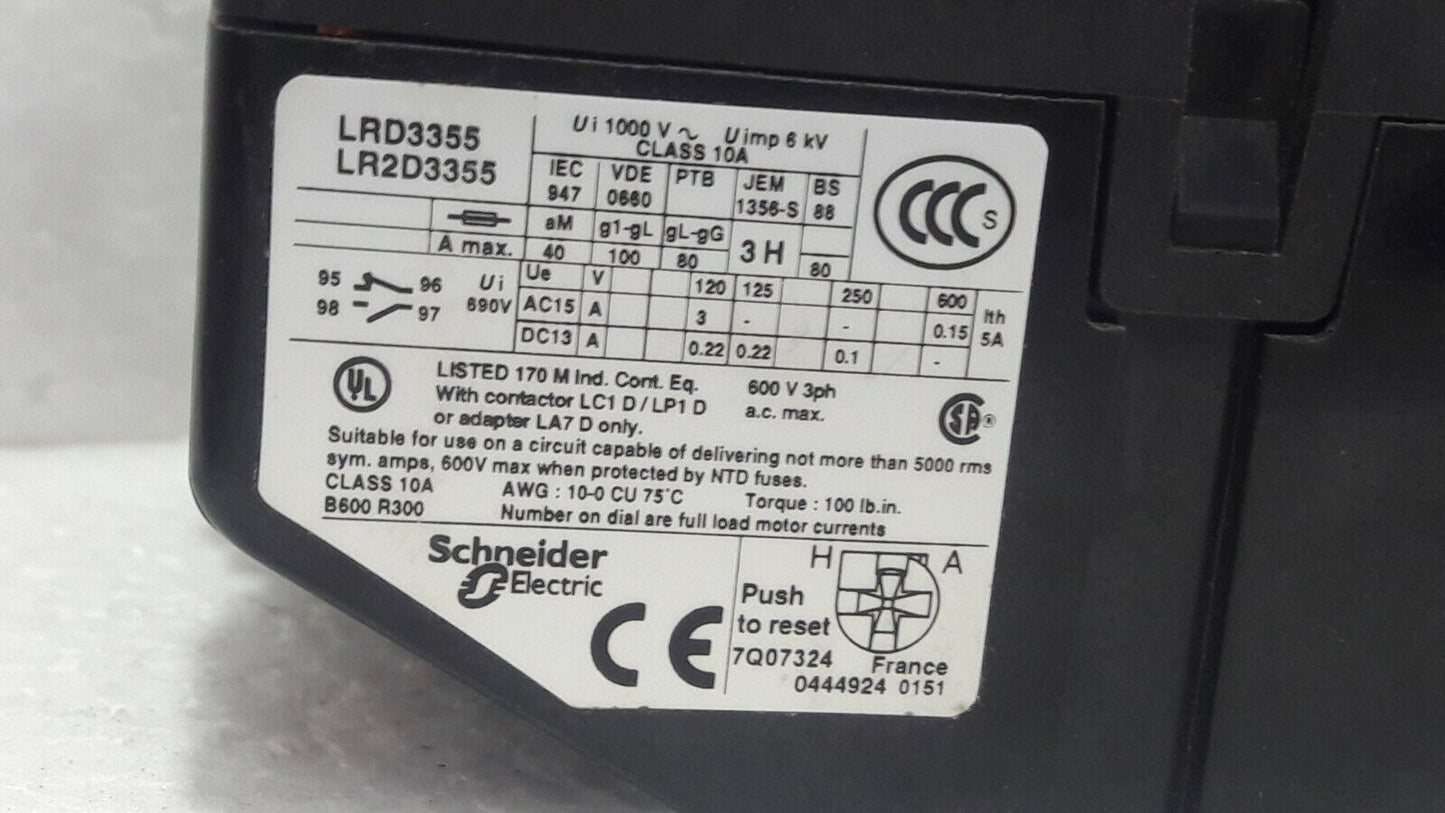 LRD3355
LR2D3355
Ui 1000 V ~ Uimp 6 kV
CLASS 10A
IEC 947 VDE 0660 PTB JEM 1356-S BS 88
aM g1-gL gL-gG 3 H
A max. 40 100 80 80
95 96 Ui Ue V 120 125 250 600 Ith
98 97 690V AC15 A 3 - - 0.15 5A
DC13 A 0.22 0.22 0.1 -
CCC S
UL LISTED 170 M Ind. Cont. Eq. 600 V 3ph
With contactor LC1 D / LP1 D a.c. max.
or adapter LA7 D only.
SA ®
Suitable for use on a circuit capable of delivering not more than 5000 rms
sym. amps, 600V max when protected by NTD fuses.
CLASS 10A AWG : 10-0 CU 75°C Torque : 100 lb.in.
B600 R300 Number on dial are full load motor currents
Schneider
Electric
CE
H A
Push
to reset
7Q07324 France
0444924 0151